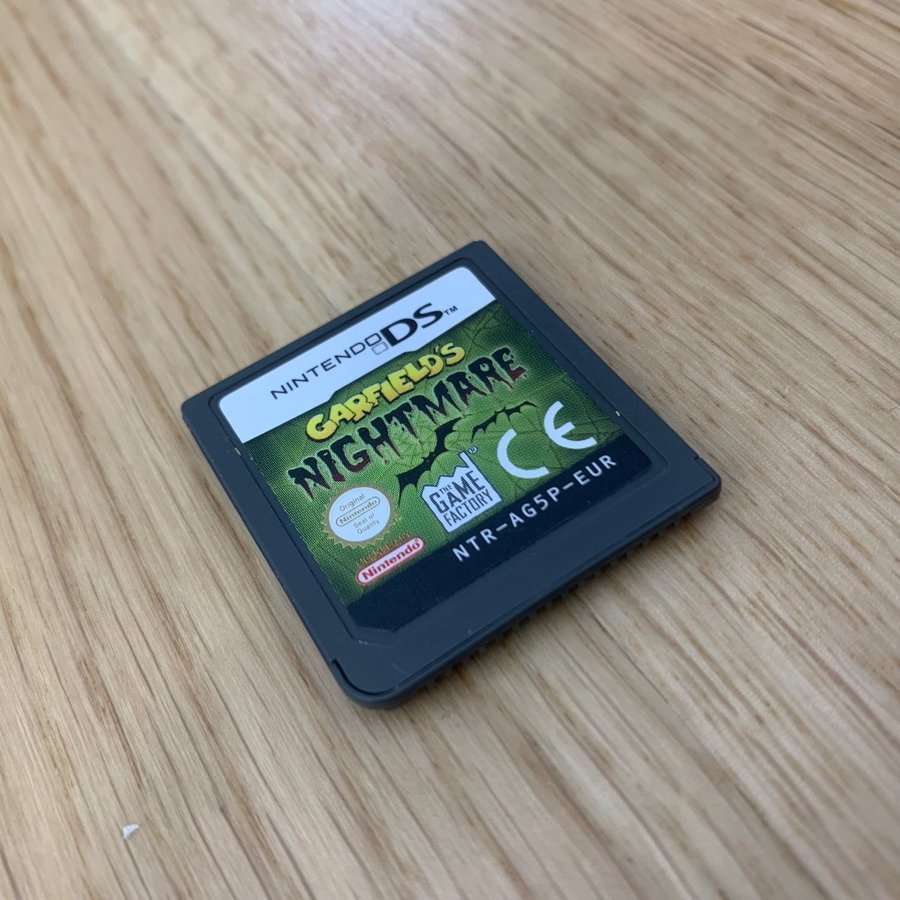 NINTENDO DS™
GARFIELD'S
NIGHTMARE
Original
Nintendo
Seal of
Quality
THE
GAME
FACTORY
®
CE
Nintendo
NTR-AG5P-EUR